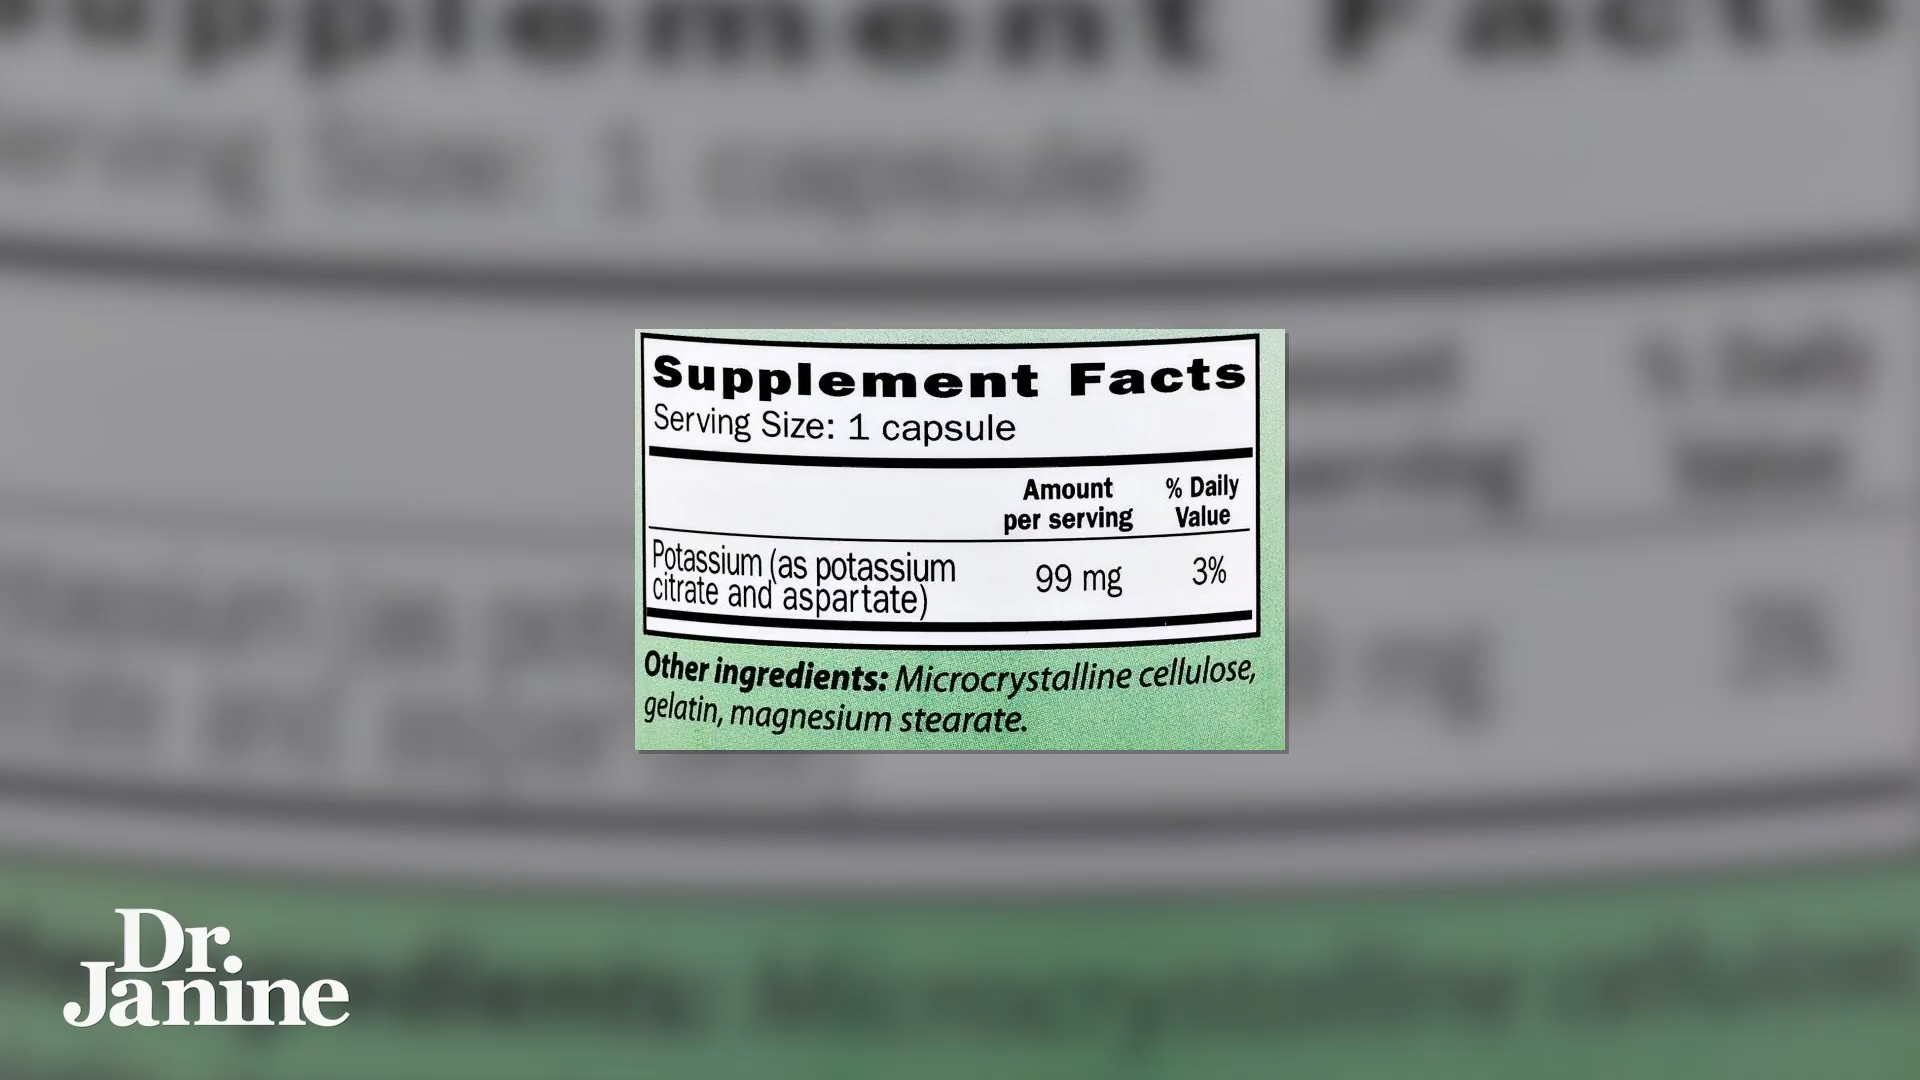 Supplement Facts
Serving Size: 1 capsule
Amount per serving
% Daily Value
Potassium (as potassium citrate and aspartate)
99 mg
3%
Other ingredients: Microcrystalline cellulose,
gelatin, magnesium stearate.
Dr.
Janine